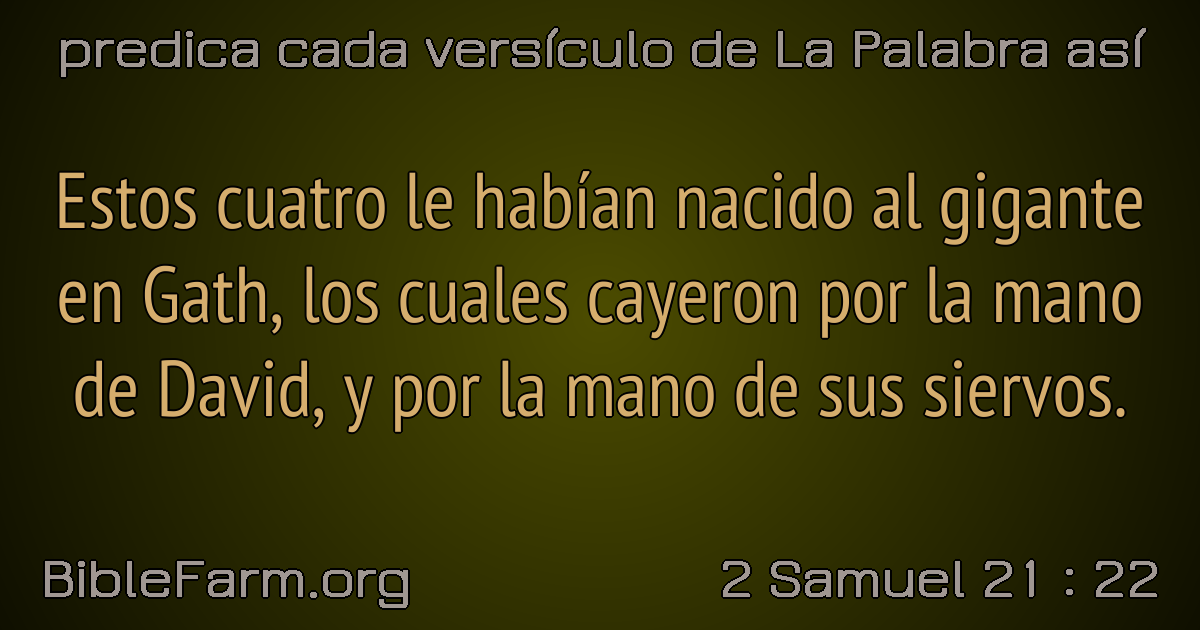 predica cada versículo de La Palabra así
Estos cuatro le habían nacido al gigante
en Gath, los cuales cayeron por la mano
de David, y por la mano de sus siervos.
BibleFarm.org
2 Samuel 21 : 22